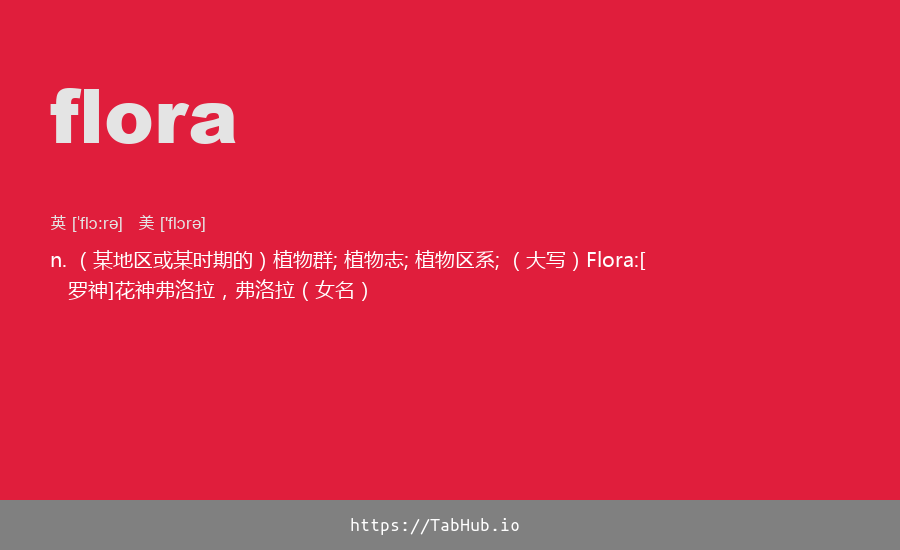 flora
英 [ˈflɔːrə] 美 [ˈflɔrə]
n. （某地区或某时期的）植物群; 植物志; 植物区系; （大写）Flora:[
罗神]花神弗洛拉，弗洛拉（女名）
https://TabHub.io